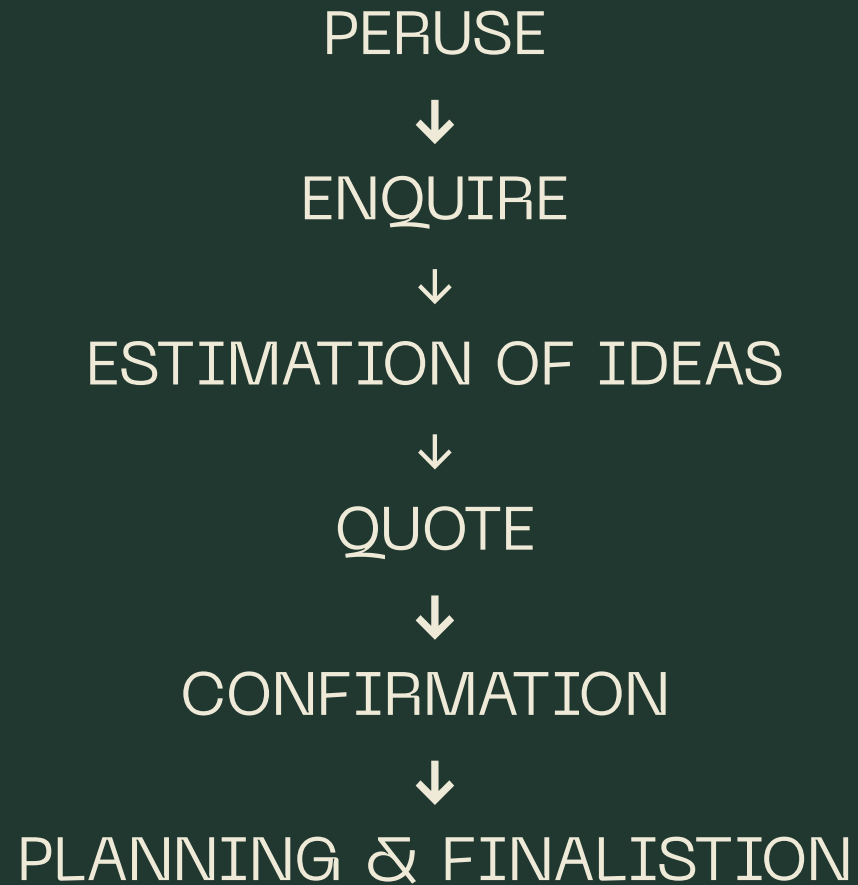 PERUSE
↓
ENQUIRE
↓
ESTIMATION OF IDEAS
↓
QUOTE
↓
CONFIRMATION
↓
PLANNING & FINALISTION